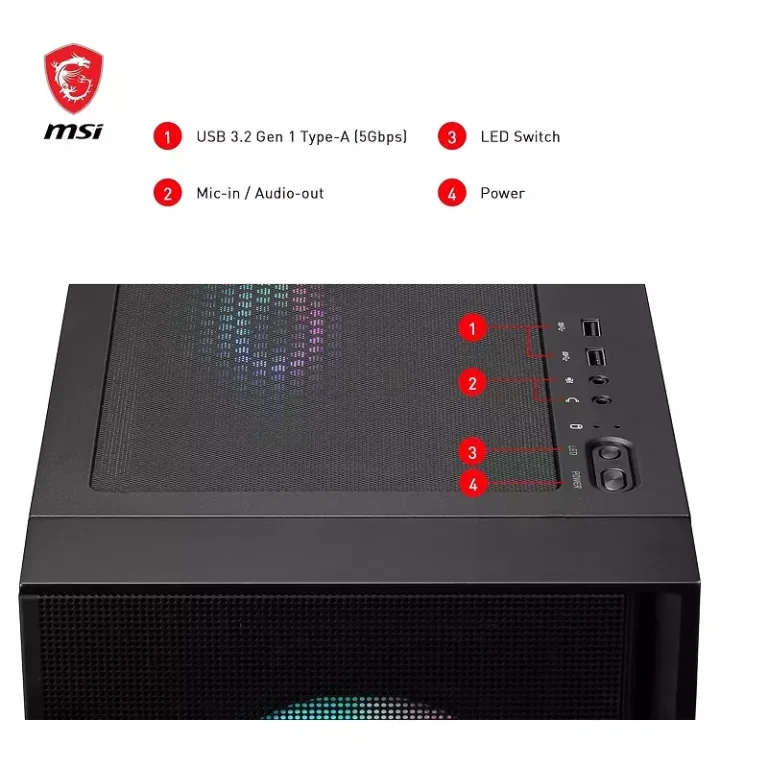 msi
1 USB 3.2 Gen 1 Type-A (5Gbps)
3 LED Switch
2 Mic-in / Audio-out
4 Power
1
2
3 LED
4 POWER